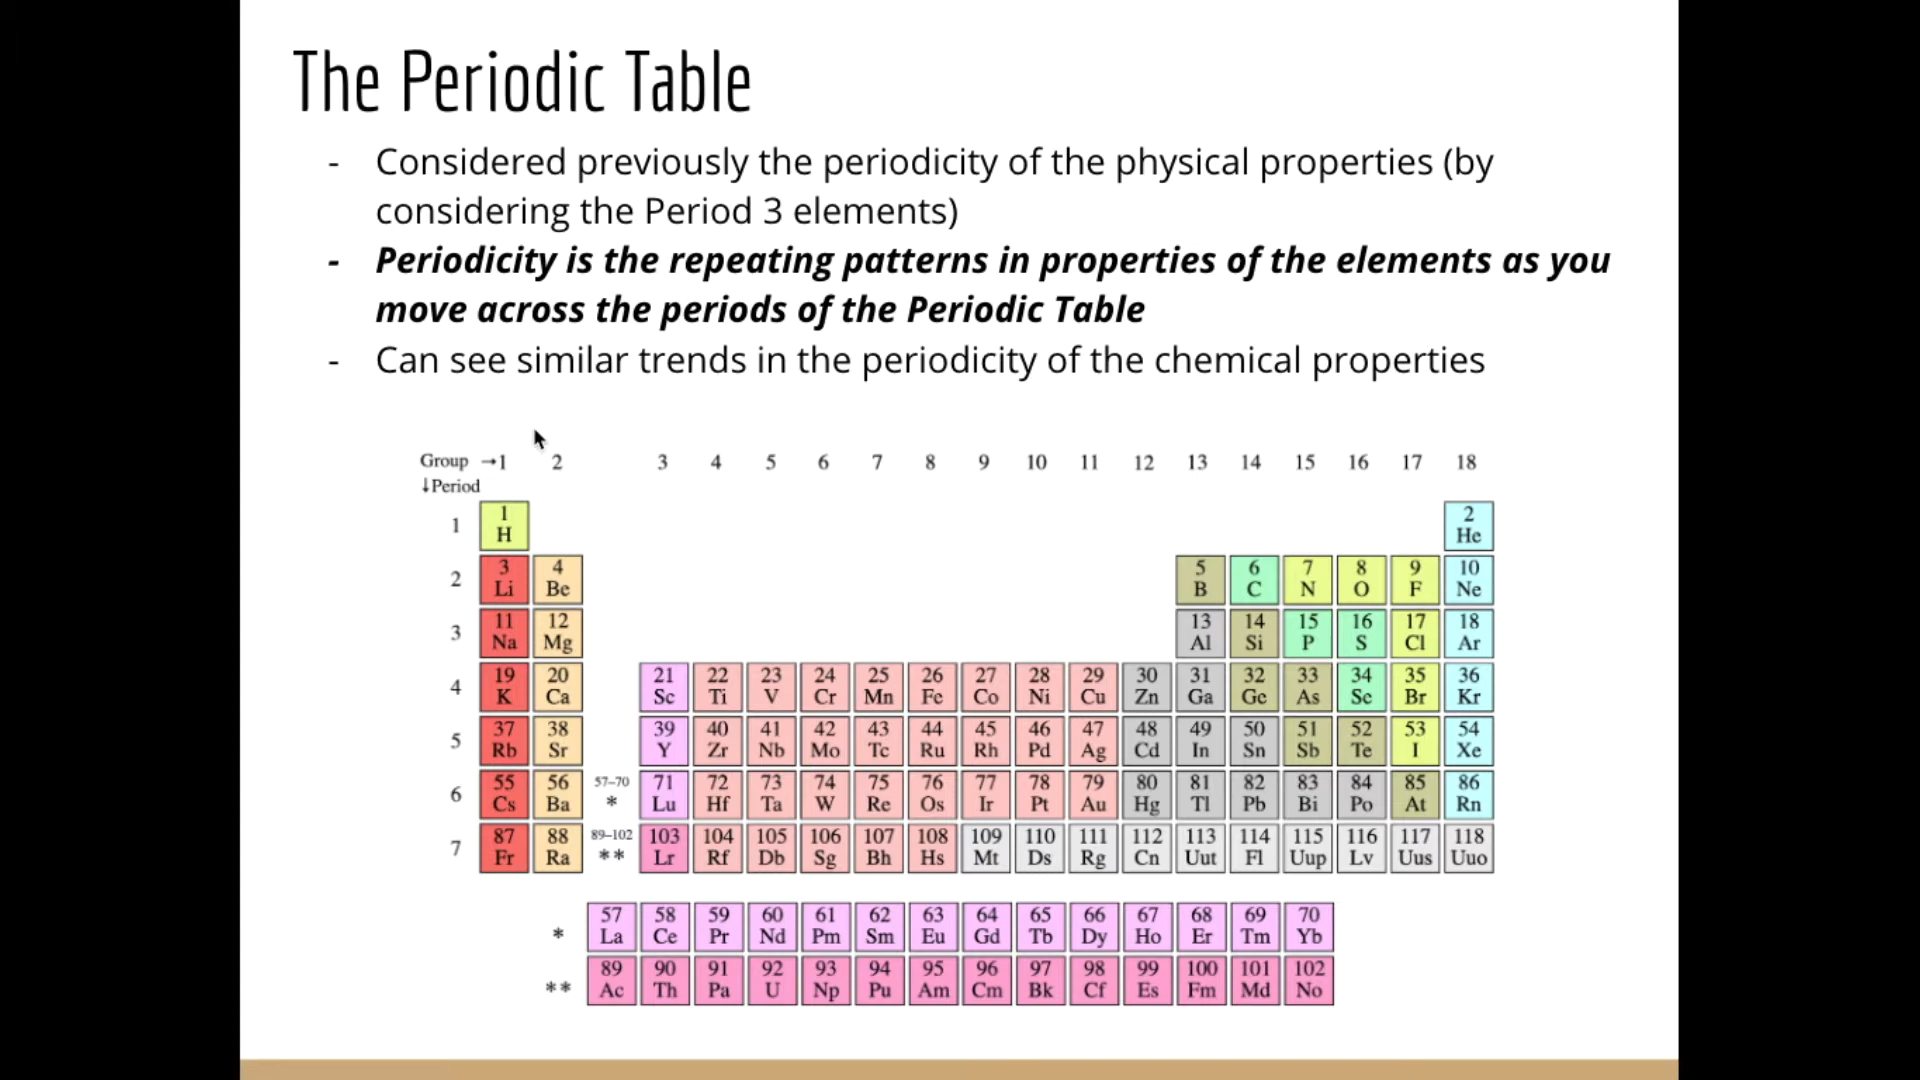 The Periodic Table
- Considered previously the periodicity of the physical properties (by
considering the Period 3 elements)
- Periodicity is the repeating patterns in properties of the elements as you
move across the periods of the Periodic Table
- Can see similar trends in the periodicity of the chemical properties
Group →1 2 3 4 5 6 7 8 9 10 11 12 13 14 15 16 17 18
↓Period
1 2
1 H He
3 4 5 6 7 8 9 10
2 Li Be B C N O F Ne
11 12 13 14 15 16 17 18
3 Na Mg Al Si P S Cl Ar
19 20 21 22 23 24 25 26 27 28 29 30 31 32 33 34 35 36
4 K Ca Sc Ti V Cr Mn Fe Co Ni Cu Zn Ga Ge As Se Br Kr
37 38 39 40 41 42 43 44 45 46 47 48 49 50 51 52 53 54
5 Rb Sr Y Zr Nb Mo Tc Ru Rh Pd Ag Cd In Sn Sb Te I Xe
55 56 57–70 71 72 73 74 75 76 77 78 79 80 81 82 83 84 85 86
6 Cs Ba * Lu Hf Ta W Re Os Ir Pt Au Hg Tl Pb Bi Po At Rn
87 88 89–102 103 104 105 106 107 108 109 110 111 112 113 114 115 116 117 118
7 Fr Ra ** Lr Rf Db Sg Bh Hs Mt Ds Rg Cn Uut Fl Uup Lv Uus Uuo
57 58 59 60 61 62 63 64 65 66 67 68 69 70
* La Ce Pr Nd Pm Sm Eu Gd Tb Dy Ho Er Tm Yb
89 90 91 92 93 94 95 96 97 98 99 100 101 102
** Ac Th Pa U Np Pu Am Cm Bk Cf Es Fm Md No